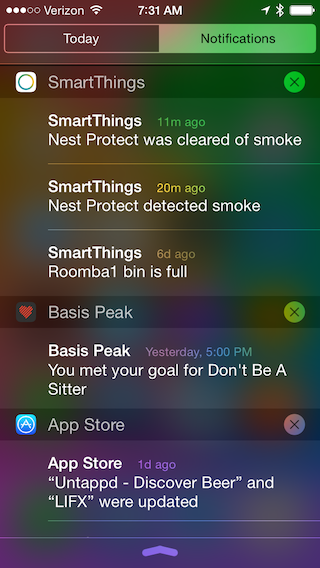 Verizon 7:31 AM
Today Notifications
SmartThings
SmartThings 11m ago
Nest Protect was cleared of smoke
SmartThings 20m ago
Nest Protect detected smoke
SmartThings 6d ago
Roomba1 bin is full
Basis Peak
Basis Peak Yesterday, 5:00 PM
You met your goal for Don't Be A
Sitter
App Store
App Store 1d ago
“Untappd - Discover Beer” and
“LIFX” were updated